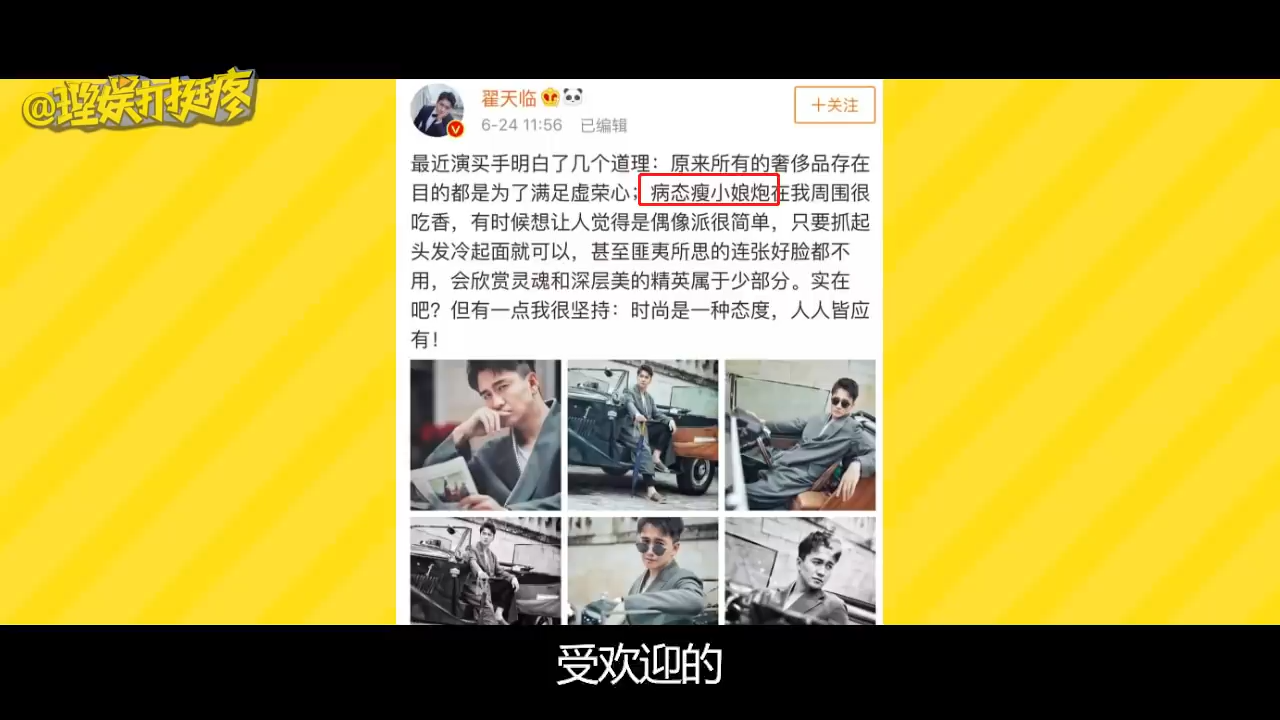 @理娱打挺疼
翟天临
+关注
6-24 11:56 已编辑
最近演买手明白了几个道理：原来所有的奢侈品存在
目的都是为了满足虚荣心；病态瘦小娘炮在我周围很
吃香，有时候想让人觉得是偶像派很简单，只要抓起
头发冷起面就可以，甚至匪夷所思的连张好脸都不
用，会欣赏灵魂和深层美的精英属于少部分。实在
吧？但有一点我很坚持：时尚是一种态度，人人皆应
有！
受欢迎的